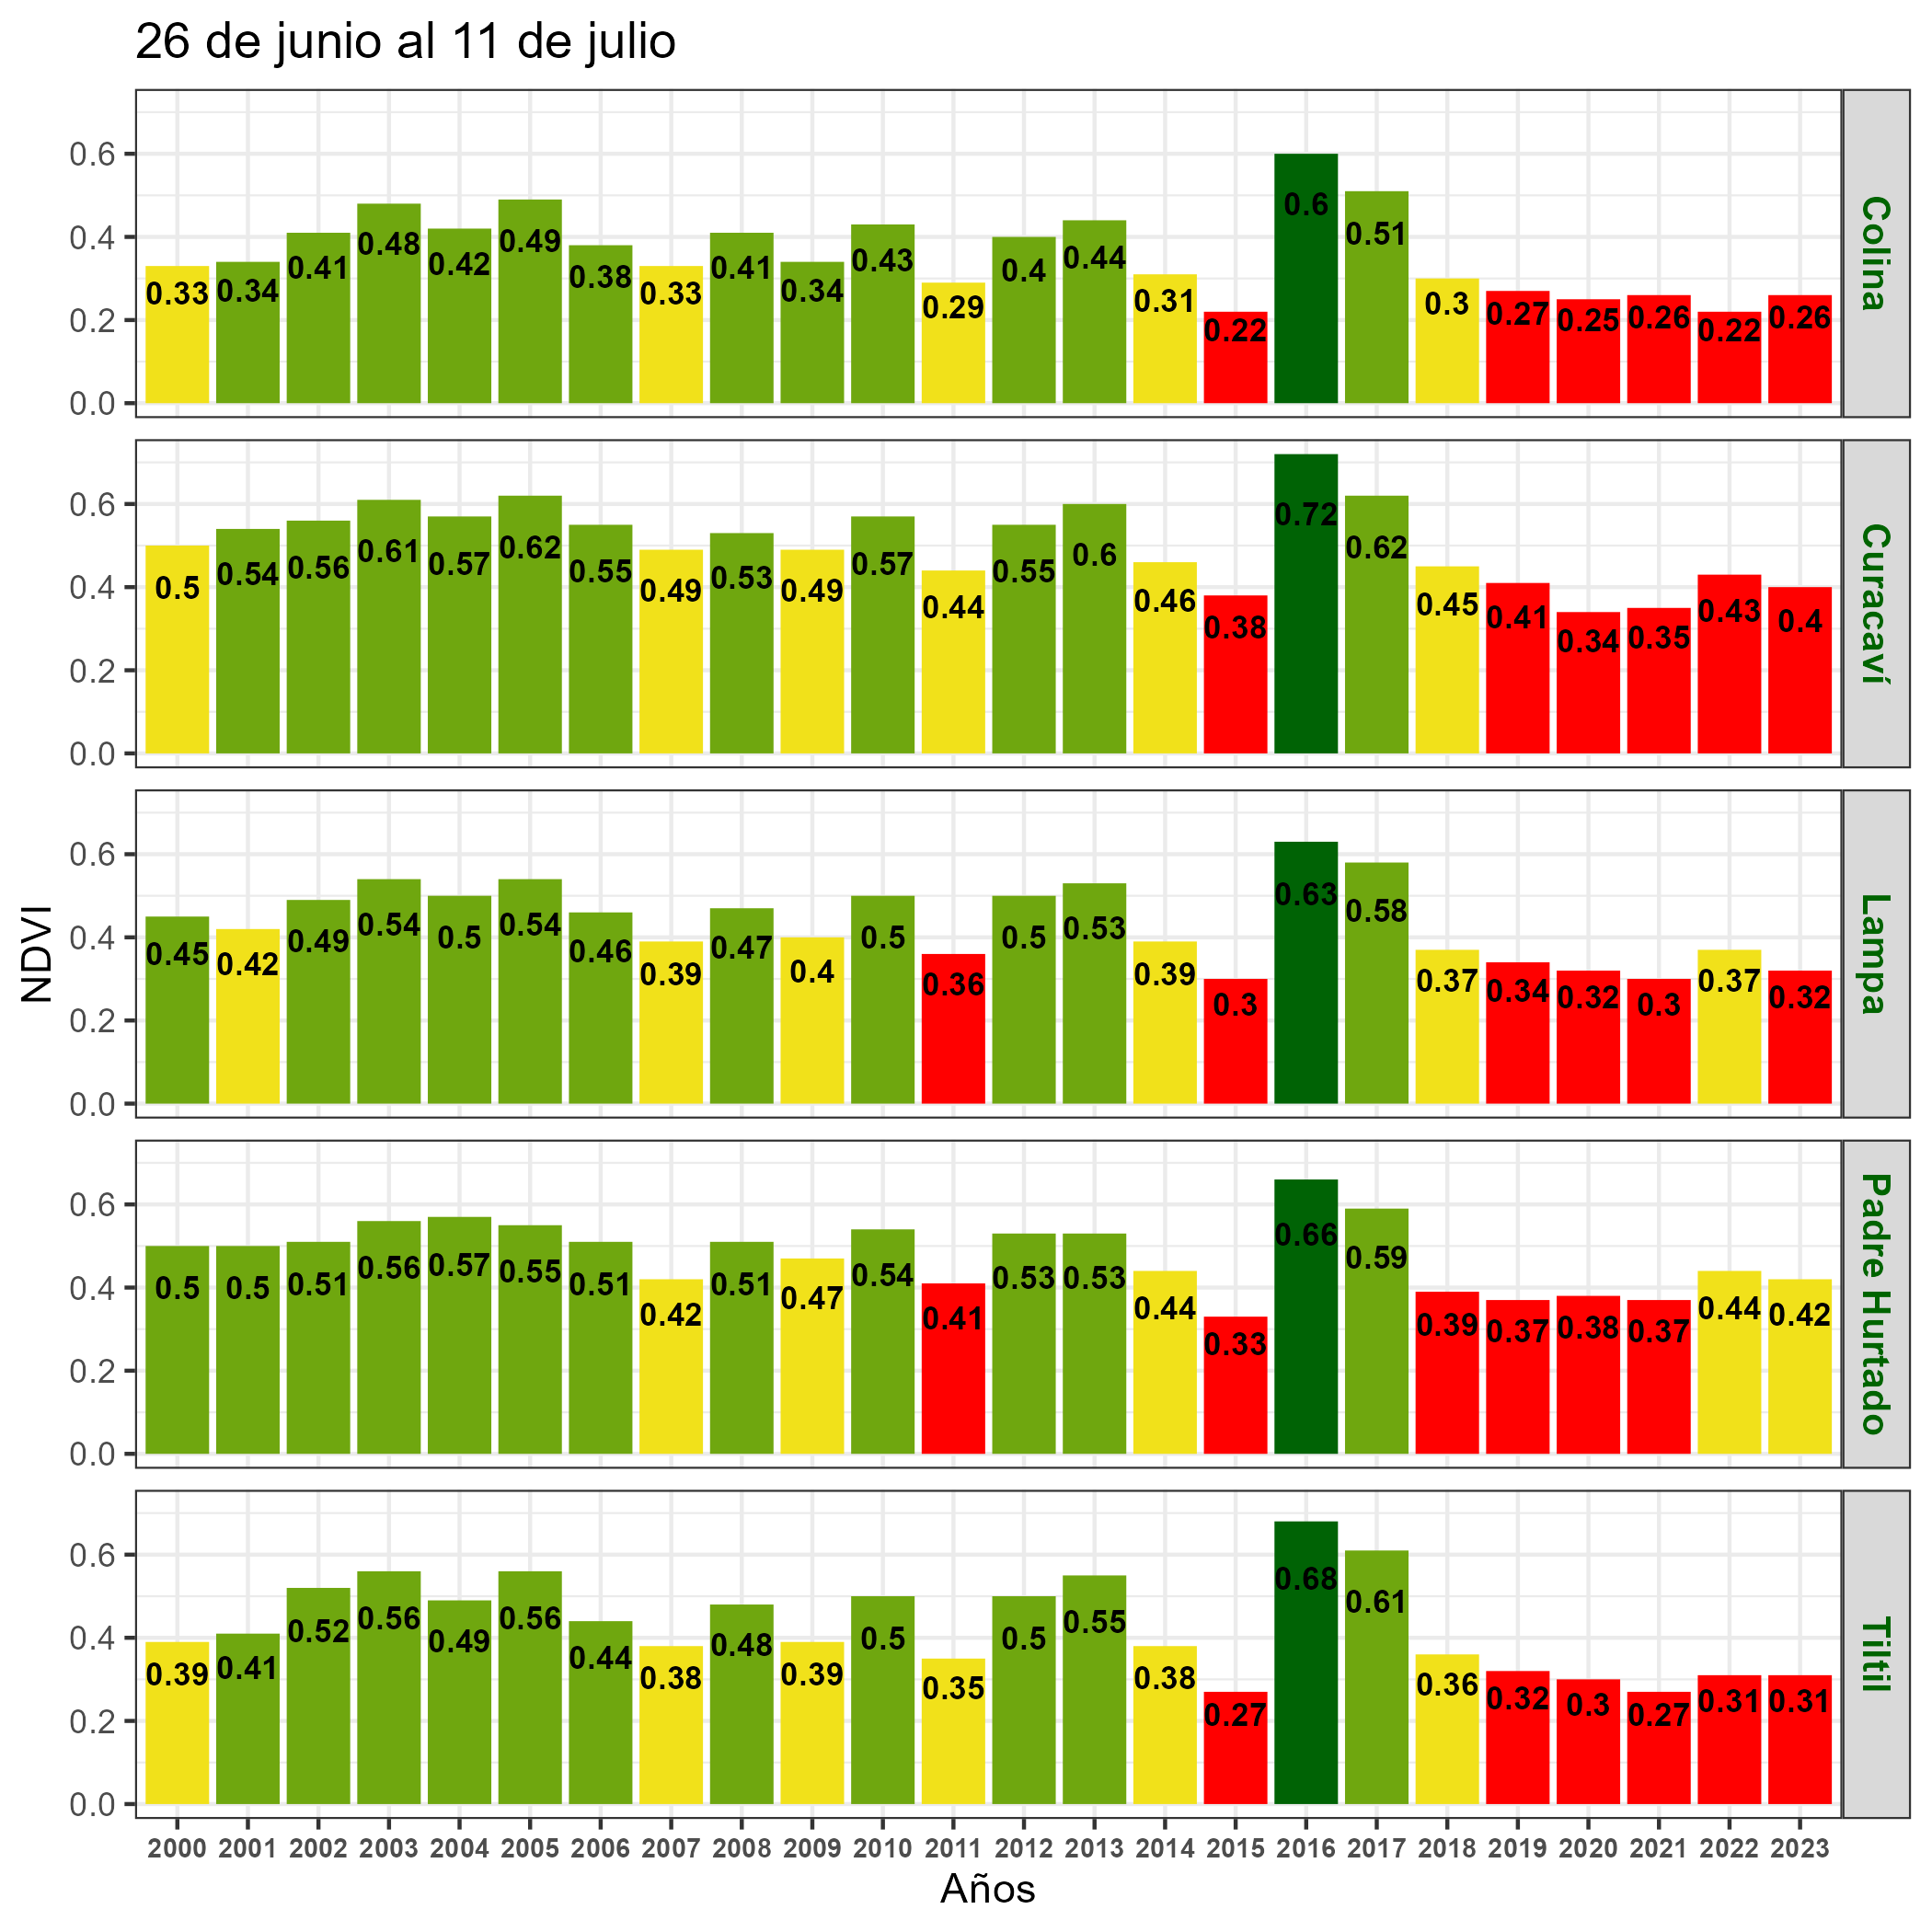 26 de junio al 11 de julio
NDVI
0.6
0.4
0.2
0.0
0.33 0.34 0.41 0.48 0.42 0.49 0.38 0.33 0.41 0.34 0.43 0.29 0.4 0.44 0.31 0.22 0.6 0.51 0.3 0.27 0.25 0.26 0.22 0.26
Colina
0.6
0.4
0.2
0.0
0.5 0.54 0.56 0.61 0.57 0.62 0.55 0.49 0.53 0.49 0.57 0.44 0.55 0.6 0.46 0.38 0.72 0.62 0.45 0.41 0.34 0.35 0.43 0.4
Curacaví
0.6
0.4
0.2
0.0
0.45 0.42 0.49 0.54 0.5 0.54 0.46 0.39 0.47 0.4 0.5 0.36 0.5 0.53 0.39 0.3 0.63 0.58 0.37 0.34 0.32 0.3 0.37 0.32
Lampa
0.6
0.4
0.2
0.0
0.5 0.5 0.51 0.56 0.57 0.55 0.51 0.42 0.51 0.47 0.54 0.41 0.53 0.53 0.44 0.33 0.66 0.59 0.39 0.37 0.38 0.37 0.44 0.42
Padre Hurtado
0.6
0.4
0.2
0.0
0.39 0.41 0.52 0.56 0.49 0.56 0.44 0.38 0.48 0.39 0.5 0.35 0.5 0.55 0.38 0.27 0.68 0.61 0.36 0.32 0.3 0.27 0.31 0.31
Tiltil
2000 2001 2002 2003 2004 2005 2006 2007 2008 2009 2010 2011 2012 2013 2014 2015 2016 2017 2018 2019 2020 2021 2022 2023
Años